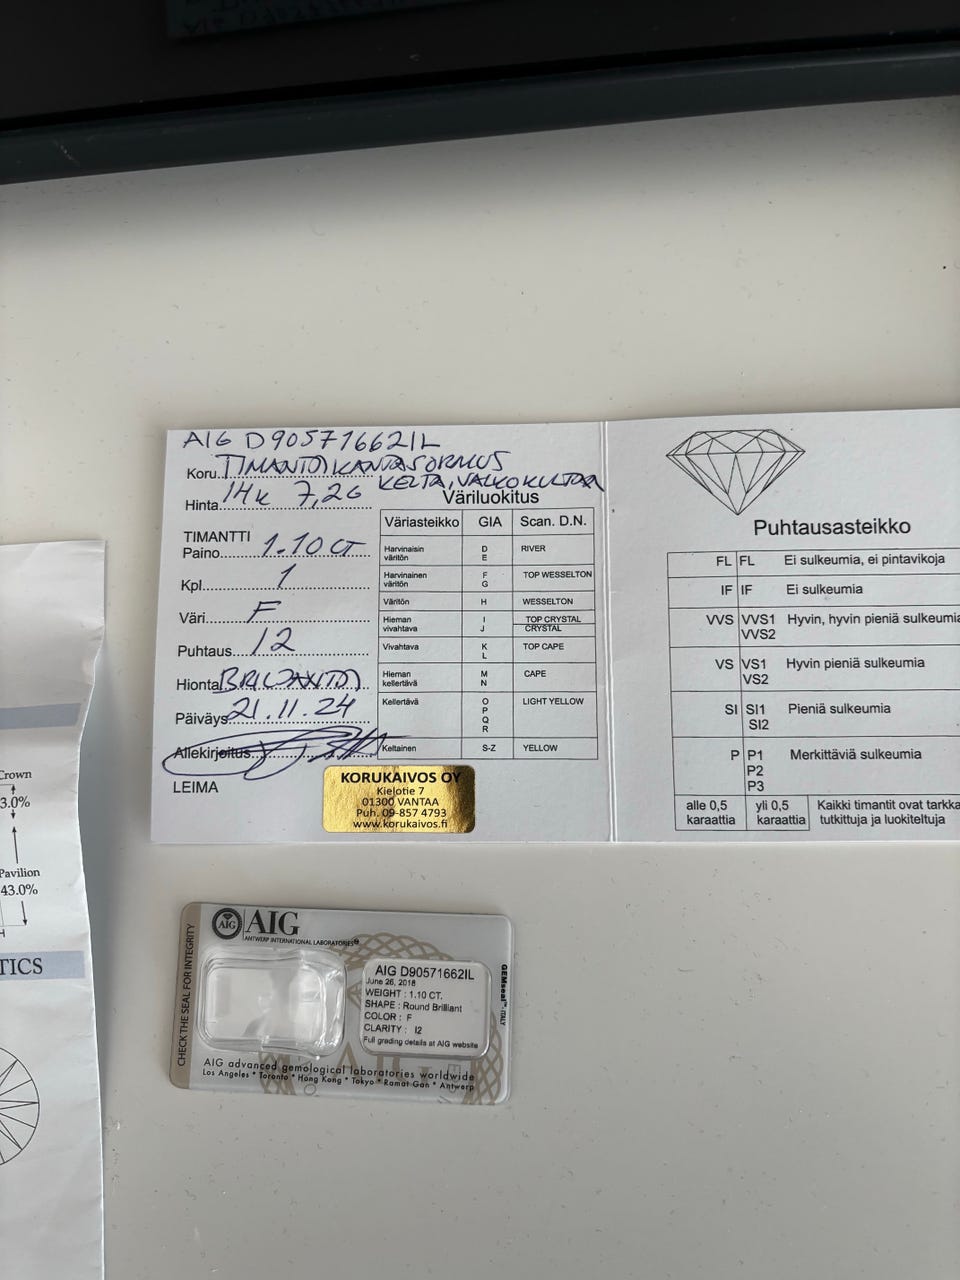 AIG D90571662IL
Koru TIMANTTIKANTASORMUS
KELTA, VALKOKULTAA
Hinta 14K 7,2G
TIMANTTI
Paino 1.10 CT
Kpl. 1
Väri F
Puhtaus I2
Hionta
Päiväys 21.11.24
Allekirjoitus
LEIMA
KORUKAIVOS OY
Kielotie 7
01300 VANTAA
Puh. 09-857 4793
www.korukaivos.fi
Väriluokitus
Väriasteikko GIA Scan. D.N.
Harvinaisin väritön D E RIVER
Harvinainen väritön F G TOP WESSELTON
Väritön H WESSELTON
Hieman vivahtava I J TOP CRYSTAL CRYSTAL
Vivahtava K L TOP CAPE
Hieman kellertävä M N CAPE
Kellertävä O P Q R LIGHT YELLOW
Keltainen S-Z YELLOW
Puhtausasteikko
FL FL Ei sulkeumia, ei pintavikoja
IF IF Ei sulkeumia
VVS VVS1 Hyvin, hyvin pieniä sulkeumia
VVS2
VS VS1 Hyvin pieniä sulkeumia
VS2
SI SI1 Pieniä sulkeumia
SI2
P P1 Merkittäviä sulkeumia
P2
P3
alle 0,5 yli 0,5 Kaikki timantit ovat
karaattia karaattia tutkittuja ja luokiteltuja
Crown
3.0%
Pavilion
43.0%
TICS
CHECK THE SEAL FOR INTEGRITY
AIG AIG
ANTWERP INTERNATIONAL LABORATORIES
AIG D90571662IL
June 26, 2018
WEIGHT : 1.10 CT.
SHAPE : Round Brilliant
COLOR : F
CLARITY : I2
Full grading details at AIG website
GEMseal™ - ITALY
AIG advanced gemological laboratories worldwide
Los Angeles * Toronto * Hong Kong * Tokyo * Ramat Gan * Antwerp